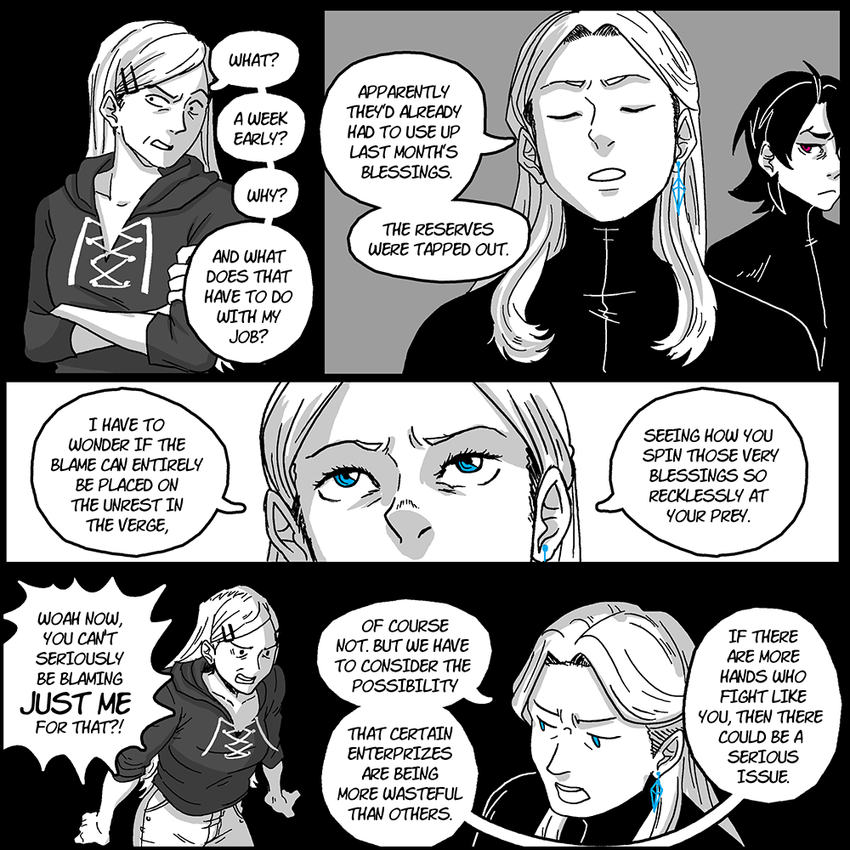 WHAT?
A WEEK
EARLY?
WHY?
AND WHAT
DOES THAT
HAVE TO DO
WITH MY
JOB?
APPARENTLY
THEY'D ALREADY
HAD TO USE UP
LAST MONTH'S
BLESSINGS.
THE RESERVES
WERE TAPPED OUT.
I HAVE TO
WONDER IF THE
BLAME CAN ENTIRELY
BE PLACED ON
THE UNREST IN
THE VERGE,
SEEING HOW YOU
SPIN THOSE VERY
BLESSINGS SO
RECKLESSLY AT
YOUR PREY.
WOAH NOW,
YOU CAN'T
SERIOUSLY
BE BLAMING
JUST ME
FOR THAT?!
OF COURSE
NOT. BUT WE HAVE
TO CONSIDER THE
POSSIBILITY
THAT CERTAIN
ENTERPRIZES
ARE BEING
MORE WASTEFUL
THAN OTHERS.
IF THERE
ARE MORE
HANDS WHO
FIGHT LIKE
YOU, THEN THERE
COULD BE A
SERIOUS
ISSUE.